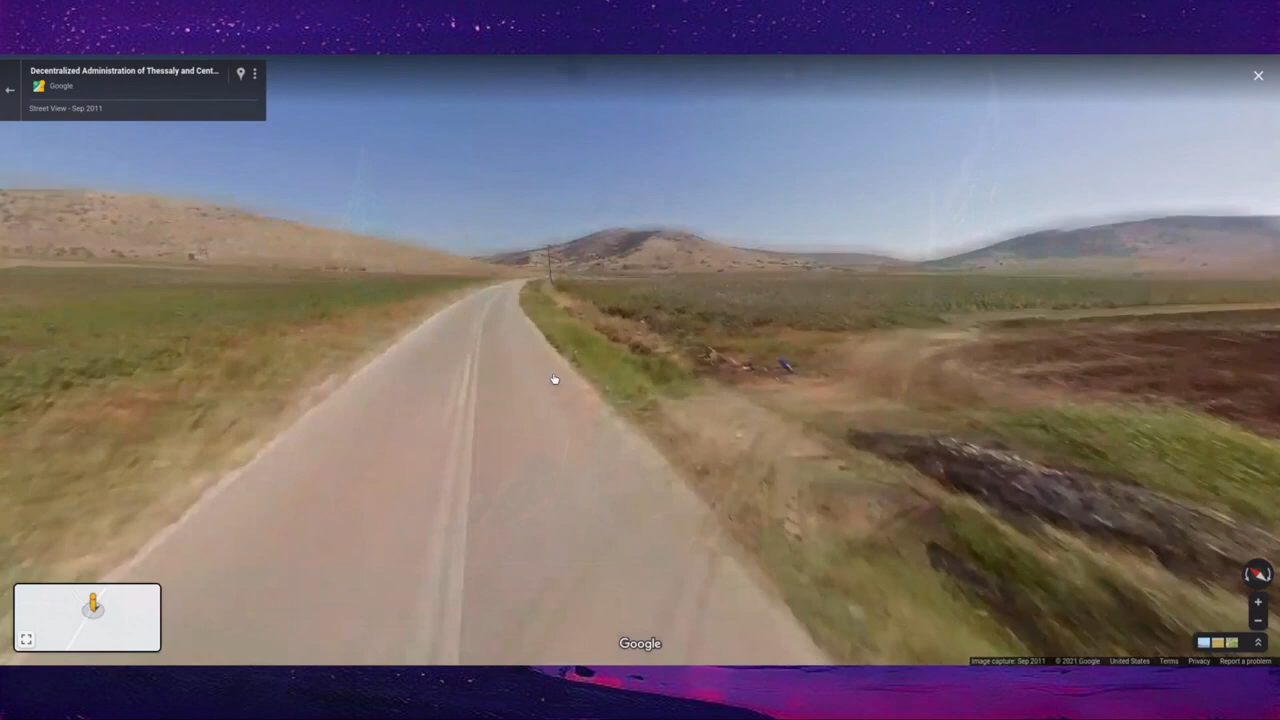 Decentralized Administration of Thessaly and Cent...
Google
Street View - Sep 2011
Google
Image capture: Sep 2011 © 2021 Google United States Terms Privacy Report a problem